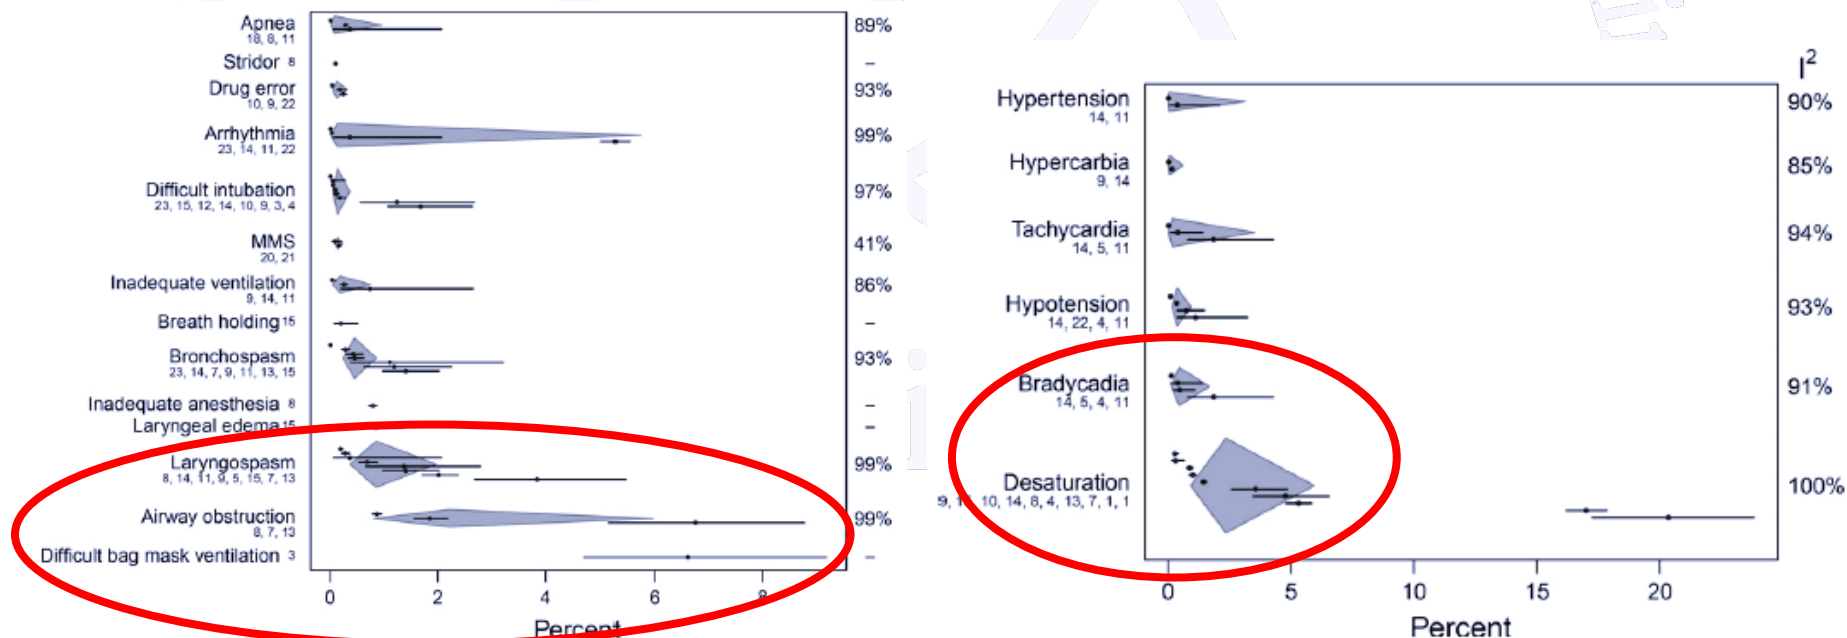 Apnea 89%
18, 8, 11
Stridor 8 –
Drug error 93%
10, 9, 22
Arrhythmia 99%
23, 14, 11, 22
Difficult intubation 97%
23, 15, 12, 14, 10, 9, 3, 4
MMS 41%
20, 21
Inadequate ventilation 86%
9, 14, 11
Breath holding 15 –
Bronchospasm 93%
23, 14, 7, 9, 11, 13, 15
Inadequate anesthesia 8 –
Laryngeal edema 15 –
Laryngospasm 99%
8, 14, 11, 9, 5, 15, 7, 13
Airway obstruction 99%
8, 7, 13
Difficult bag mask ventilation 3 –
0 2 4 6 8
Percent
I²
Hypertension 90%
14, 11
Hypercarbia 85%
9, 14
Tachycardia 94%
14, 5, 11
Hypotension 93%
14, 22, 4, 11
Bradycadia 91%
14, 5, 4, 11
Desaturation 100%
10, 14, 8, 4, 13, 7, 1, 1
0 5 10 15 20
Percent